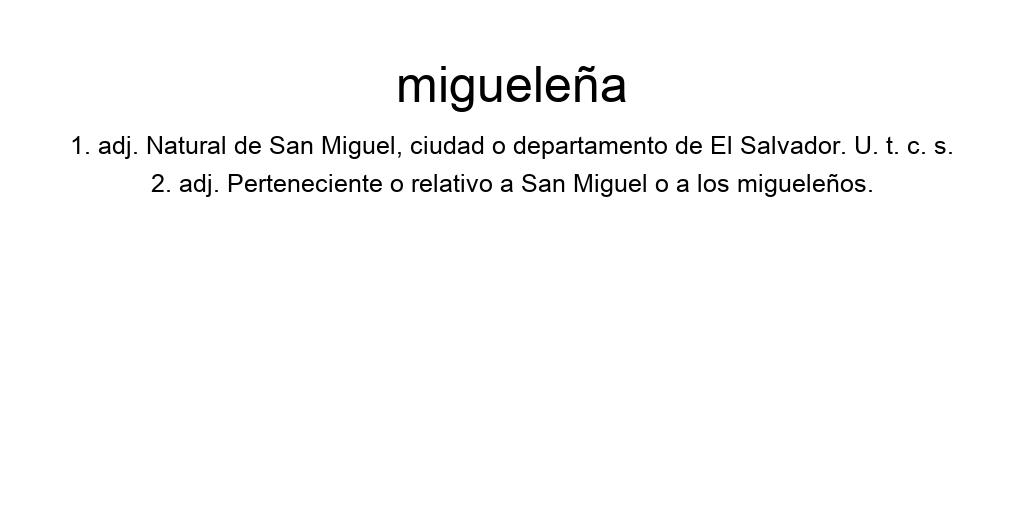 migueleña
1. adj. Natural de San Miguel, ciudad o departamento de El Salvador. U. t. c. s.
2. adj. Perteneciente o relativo a San Miguel o a los migueleños.